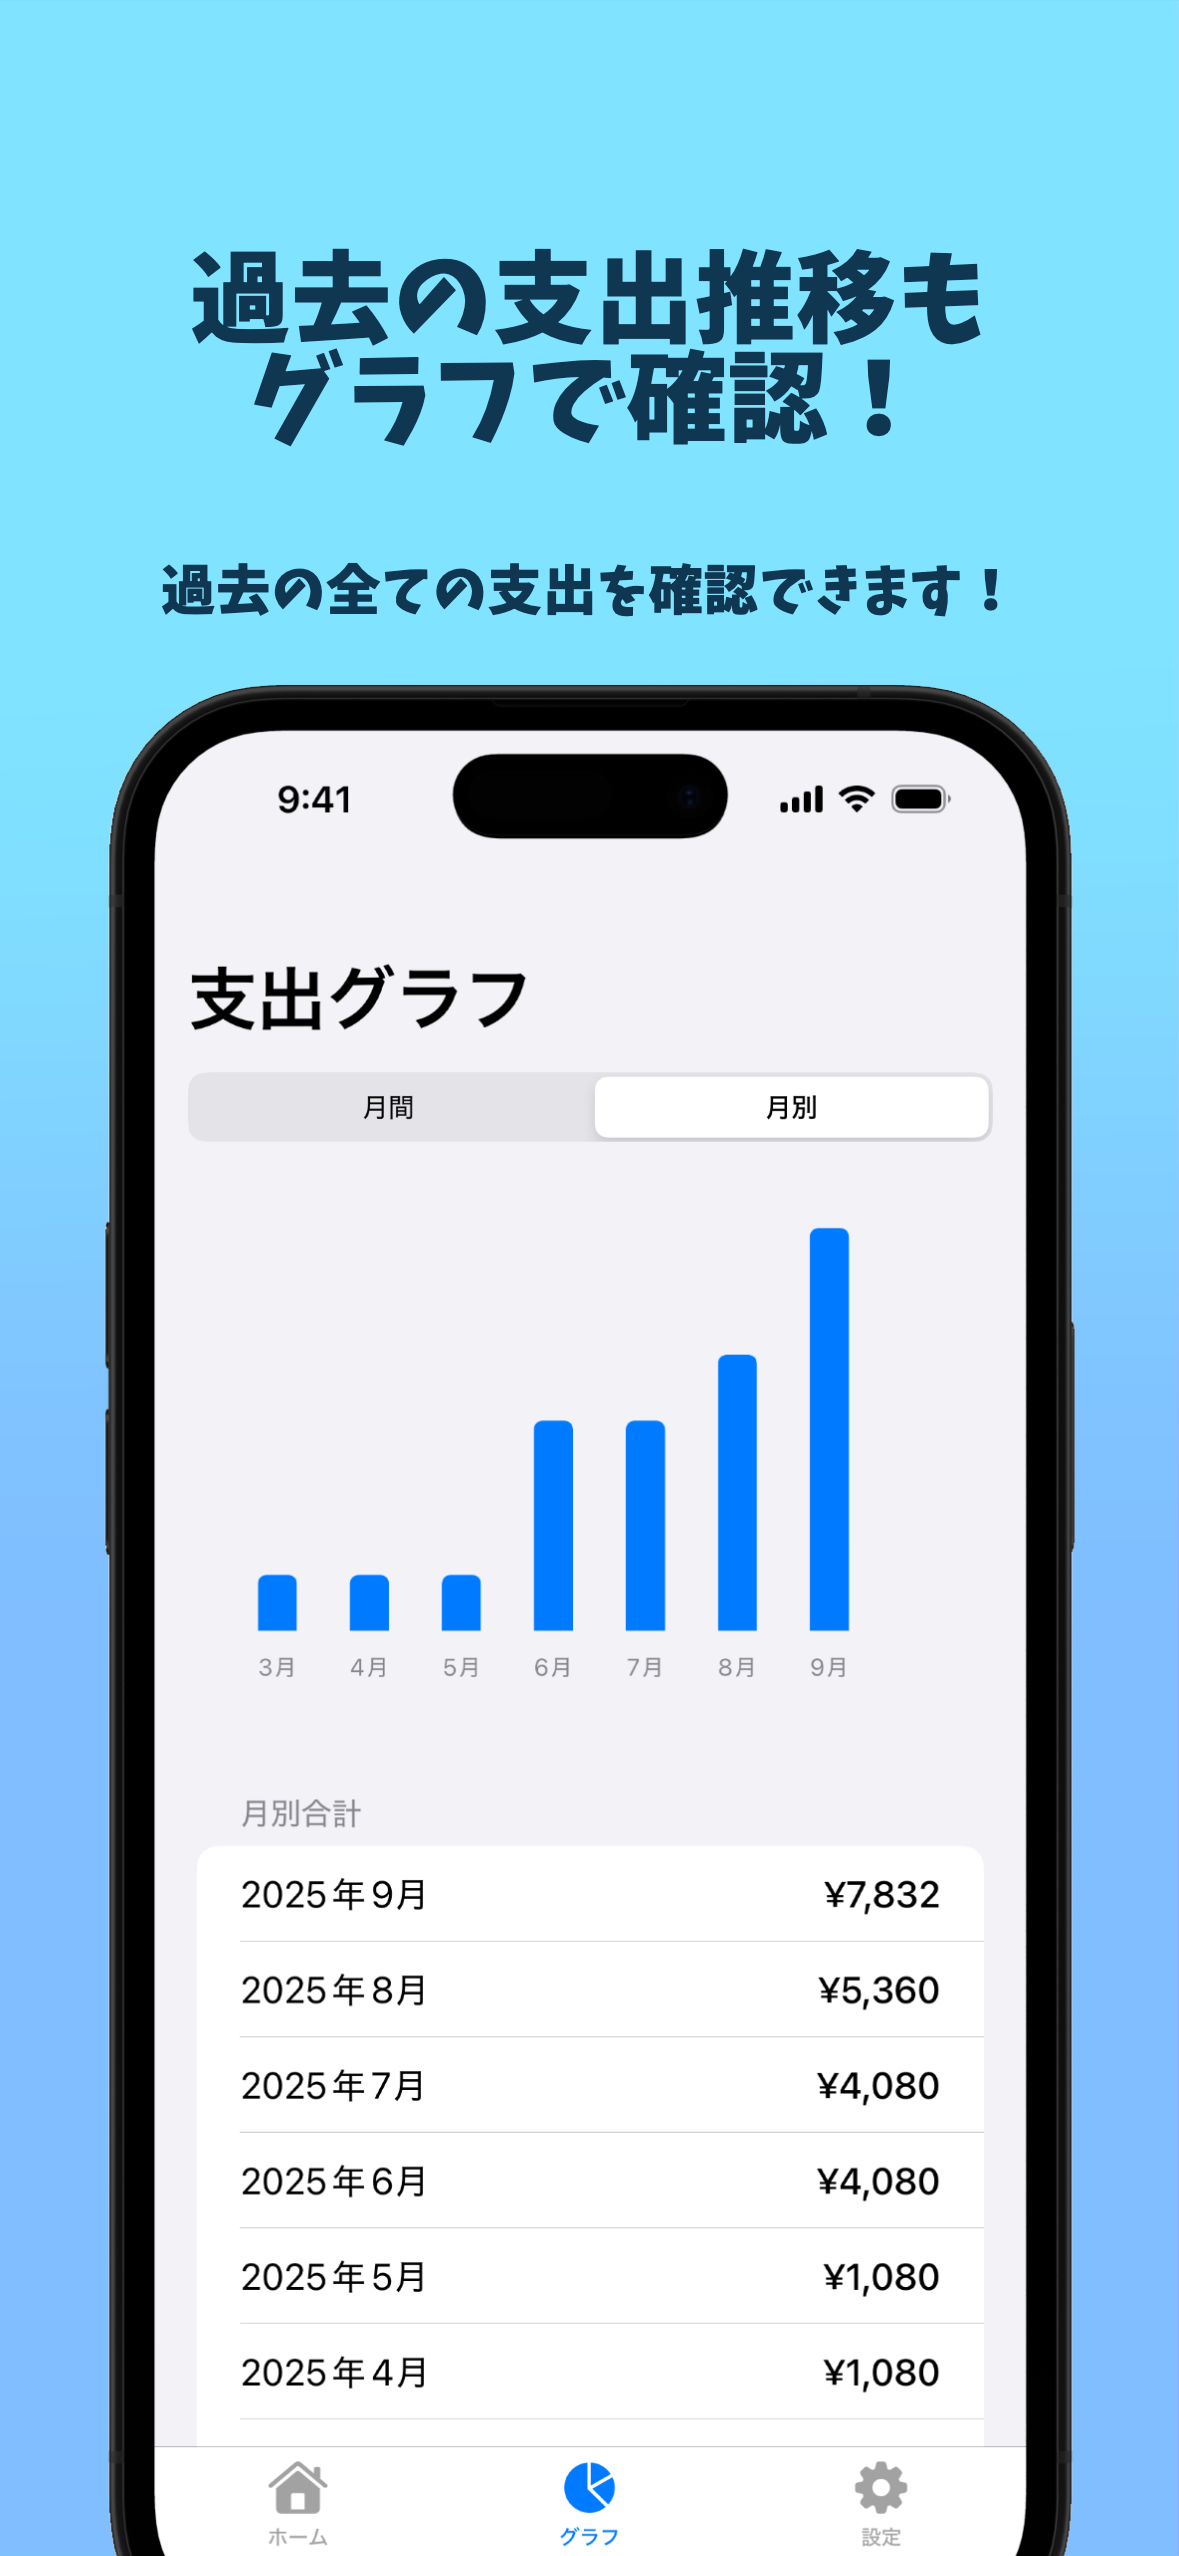 過去の支出推移も
グラフで確認！
過去の全ての支出を確認できます！
9:41
支出グラフ
月間 月別
3月 4月 5月 6月 7月 8月 9月
月別合計
2025年9月 ¥7,832
2025年8月 ¥5,360
2025年7月 ¥4,080
2025年6月 ¥4,080
2025年5月 ¥1,080
2025年4月 ¥1,080
ホーム グラフ 設定